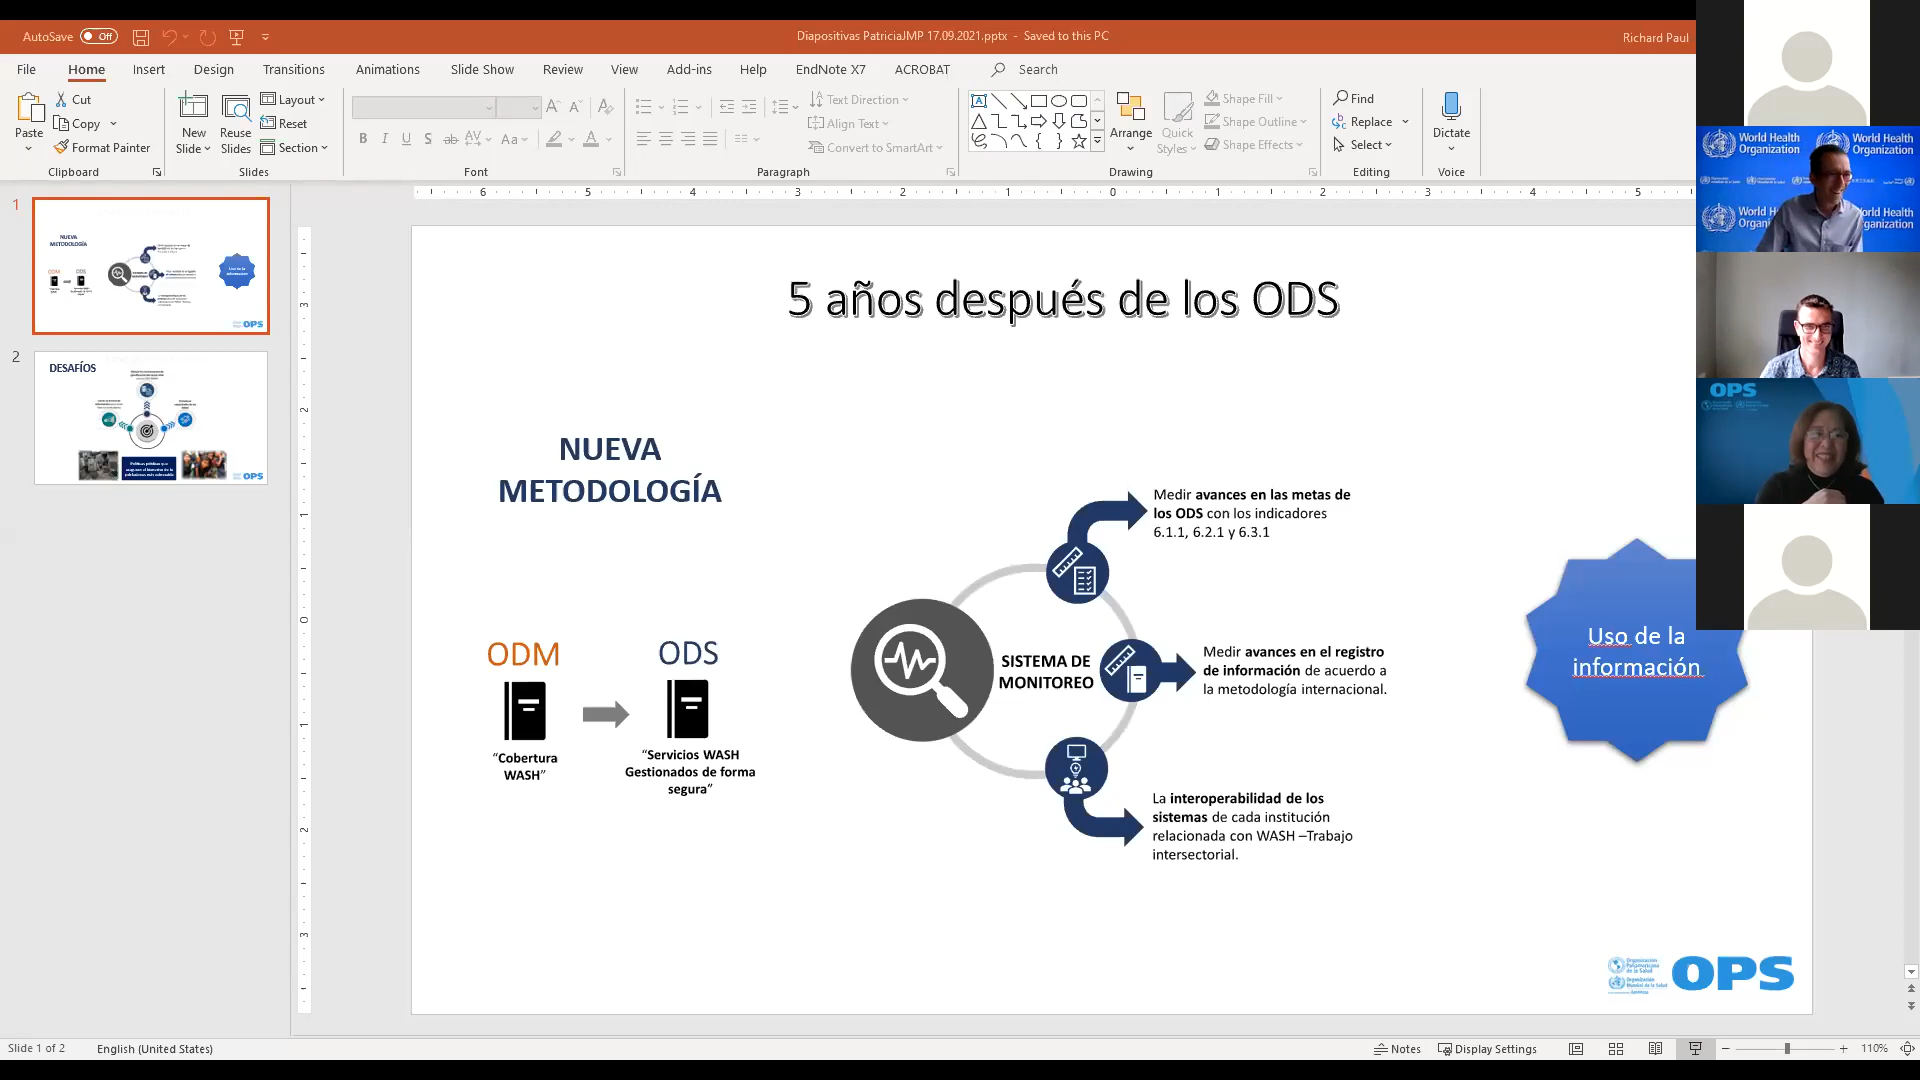 AutoSave Off
Diapositivas PatriciaJMP 17.09.2021.pptx - Saved to this PC
Richard Paul
File Home Insert Design Transitions Animations Slide Show Review View Add-ins Help EndNote X7 ACROBAT Search
Paste
Cut
Copy
Format Painter
Clipboard
New Slide
Reuse Slides
Layout
Reset
Section
Slides
Font
Text Direction
Align Text
Convert to SmartArt
Paragraph
Arrange
Quick Styles
Shape Fill
Shape Outline
Shape Effects
Drawing
Find
Replace
Select
Editing
Dictate
Voice
World Health Organization
World Health Organization
OPS
1
NUEVA
METODOLOGÍA
ODM ODS
OPS
2
DESAFÍOS
OPS
5 años después de los ODS
NUEVA
METODOLOGÍA
ODM
"Cobertura
WASH"
ODS
"Servicios WASH
Gestionados de forma
segura"
SISTEMA DE
MONITOREO
Medir avances en las metas de
los ODS con los indicadores
6.1.1, 6.2.1 y 6.3.1
Medir avances en el registro
de información de acuerdo a
la metodología internacional.
La interoperabilidad de los
sistemas de cada institución
relacionada con WASH –Trabajo
intersectorial.
Uso de la
información
Organización
Panamericana
de la Salud
Organización
Mundial de la Salud
OPS
Slide 1 of 2
English (United States)
Notes
Display Settings
110%